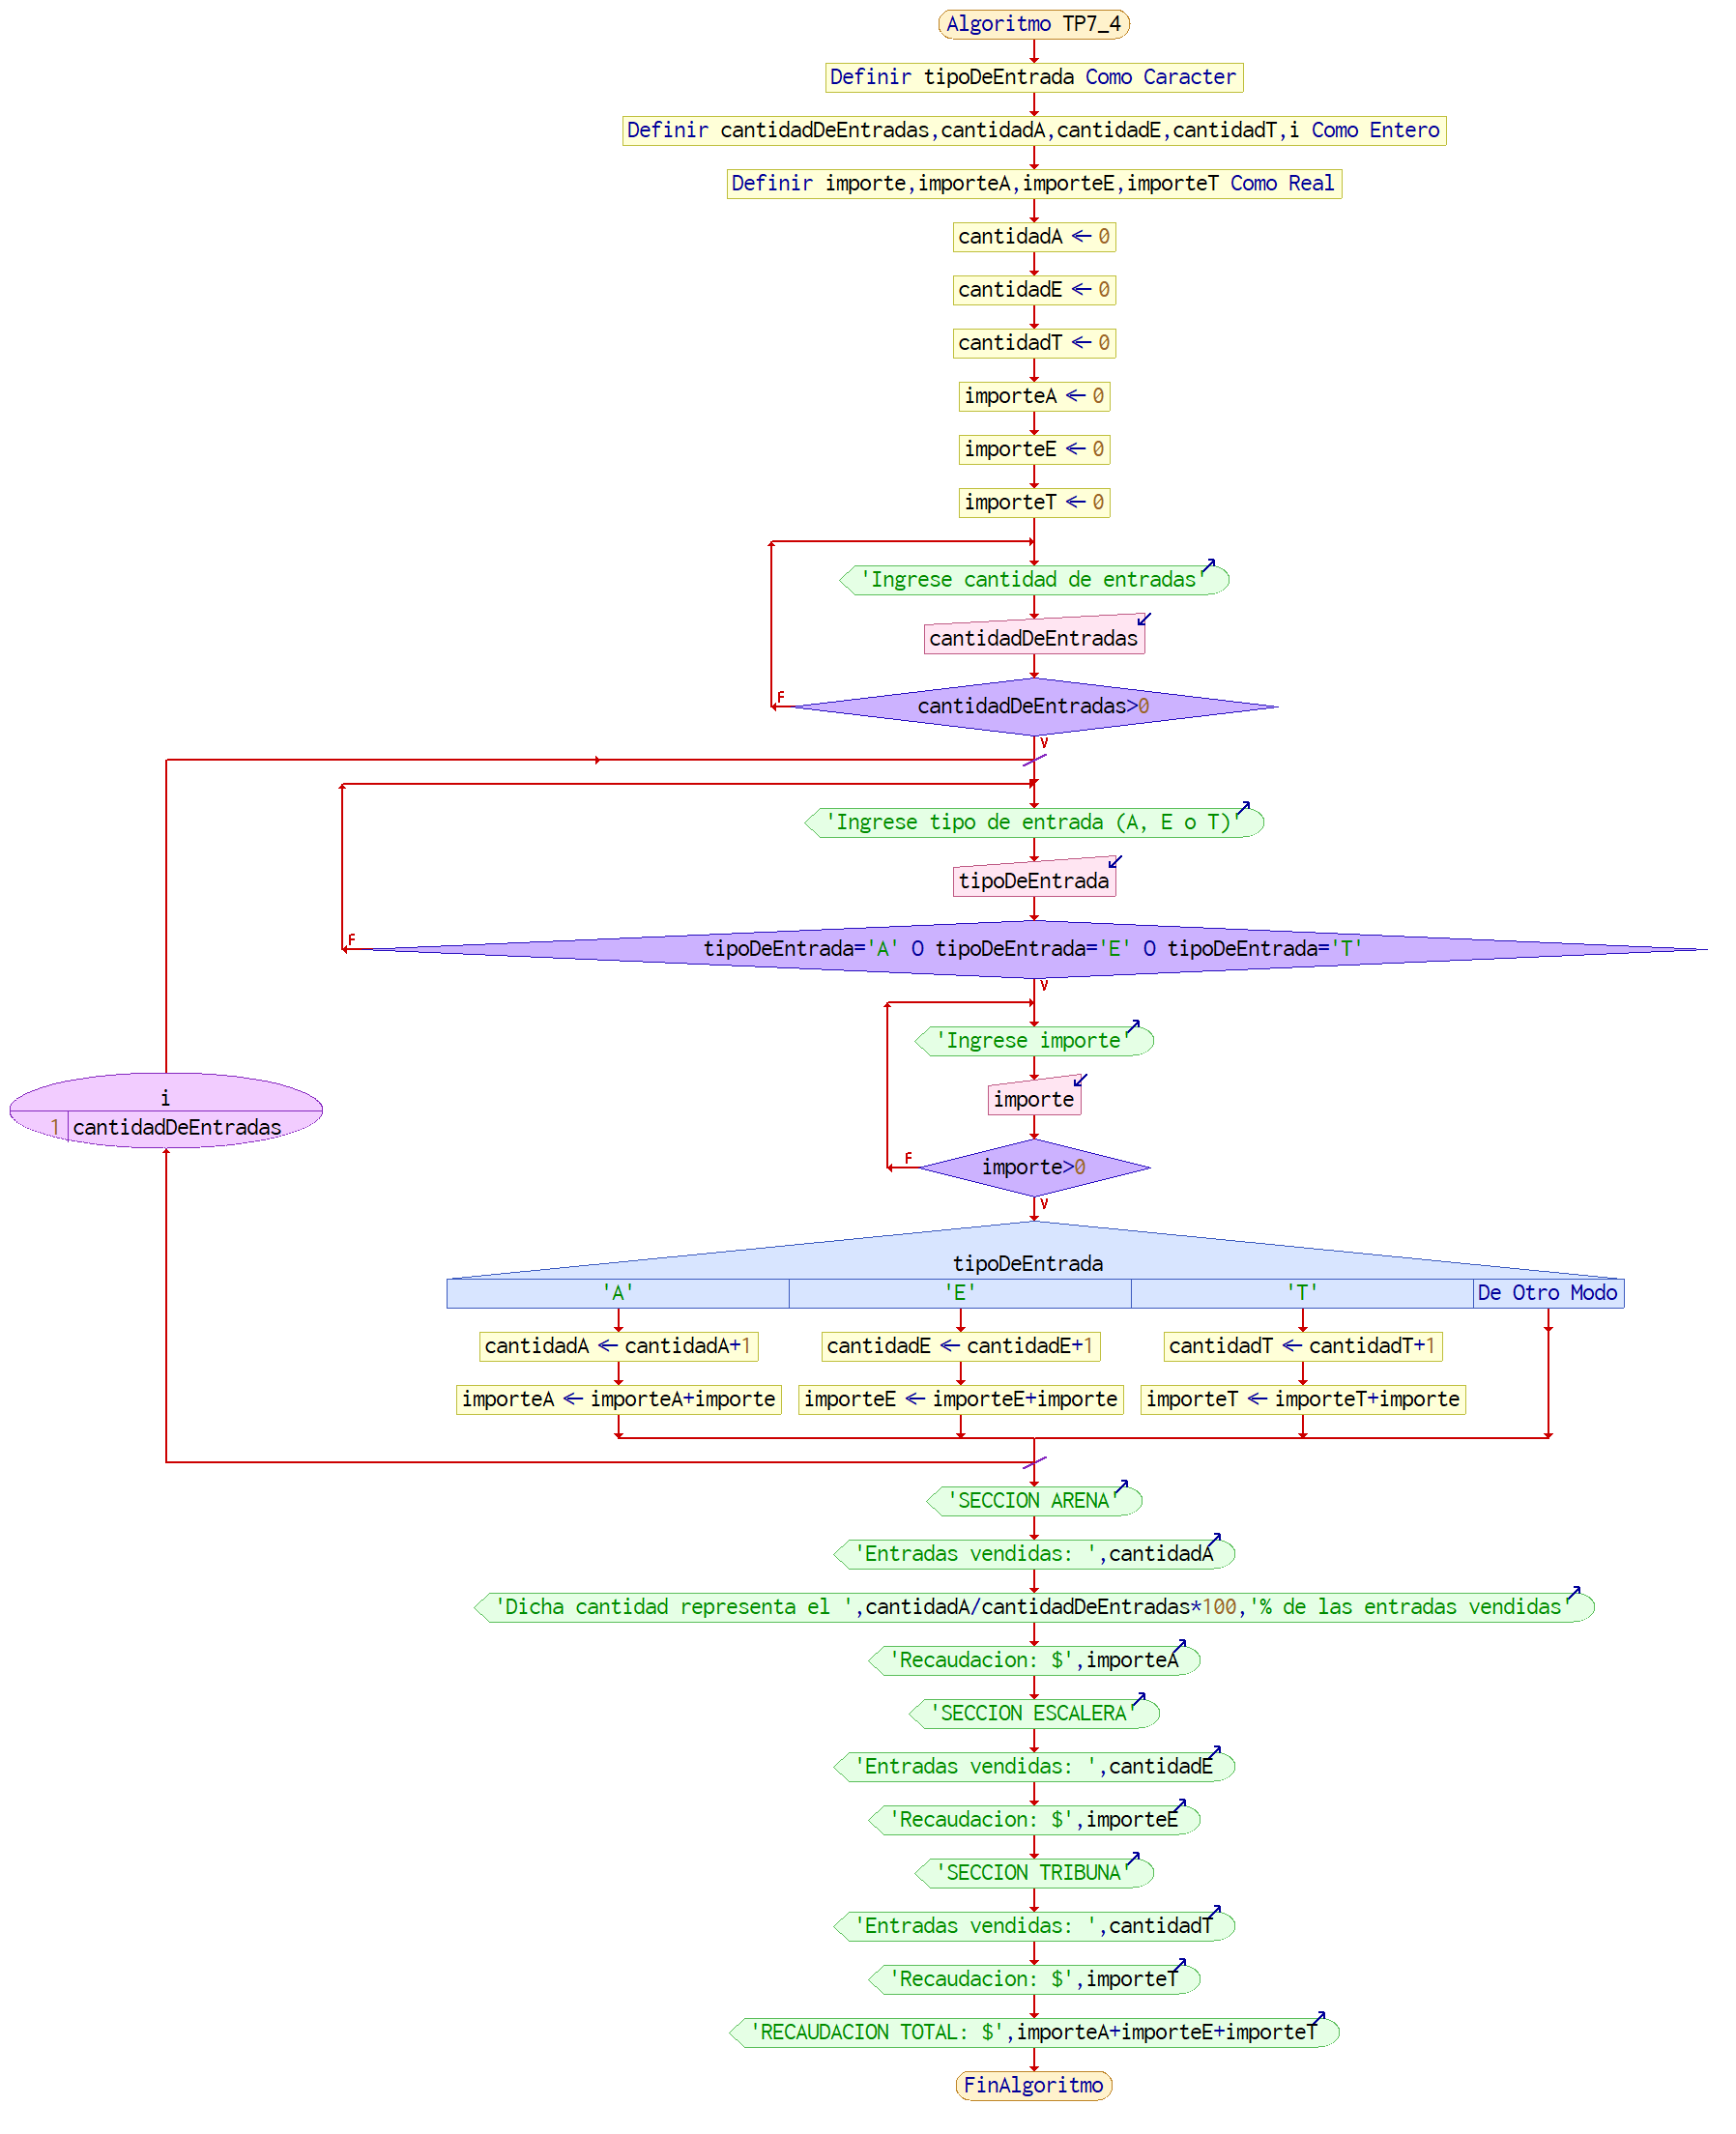 Algoritmo TP7_4
Definir tipoDeEntrada Como Caracter
Definir cantidadDeEntradas,cantidadA,cantidadE,cantidadT,i Como Entero
Definir importe,importeA,importeE,importeT Como Real
cantidadA ← 0
cantidadE ← 0
cantidadT ← 0
importeA ← 0
importeE ← 0
importeT ← 0
'Ingrese cantidad de entradas'
cantidadDeEntradas
F
cantidadDeEntradas>0
V
'Ingrese tipo de entrada (A, E o T)'
tipoDeEntrada
F
tipoDeEntrada='A' O tipoDeEntrada='E' O tipoDeEntrada='T'
V
'Ingrese importe'
i
importe
1 cantidadDeEntradas
F
importe>0
V
tipoDeEntrada
'A' 'E' 'T' De Otro Modo
cantidadA ← cantidadA+1 cantidadE ← cantidadE+1 cantidadT ← cantidadT+1
importeA ← importeA+importe importeE ← importeE+importe importeT ← importeT+importe
'SECCION ARENA'
'Entradas vendidas: ',cantidadA
'Dicha cantidad representa el ',cantidadA/cantidadDeEntradas*100,'% de las entradas vendidas'
'Recaudacion: $',importeA
'SECCION ESCALERA'
'Entradas vendidas: ',cantidadE
'Recaudacion: $',importeE
'SECCION TRIBUNA'
'Entradas vendidas: ',cantidadT
'Recaudacion: $',importeT
'RECAUDACION TOTAL: $',importeA+importeE+importeT
FinAlgoritmo